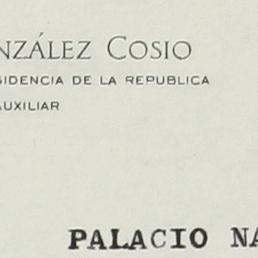 NZÁLEZ COSIO
SIDENCIA DE LA REPUBLICA
AUXILIAR
PALACIO NA